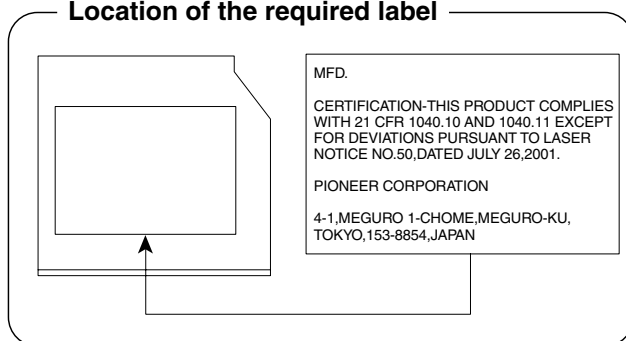 Location of the required label
MFD.
CERTIFICATION-THIS PRODUCT COMPLIES
WITH 21 CFR 1040.10 AND 1040.11 EXCEPT
FOR DEVIATIONS PURSUANT TO LASER
NOTICE NO.50,DATED JULY 26,2001.
PIONEER CORPORATION
4-1,MEGURO 1-CHOME,MEGURO-KU,
TOKYO,153-8854,JAPAN